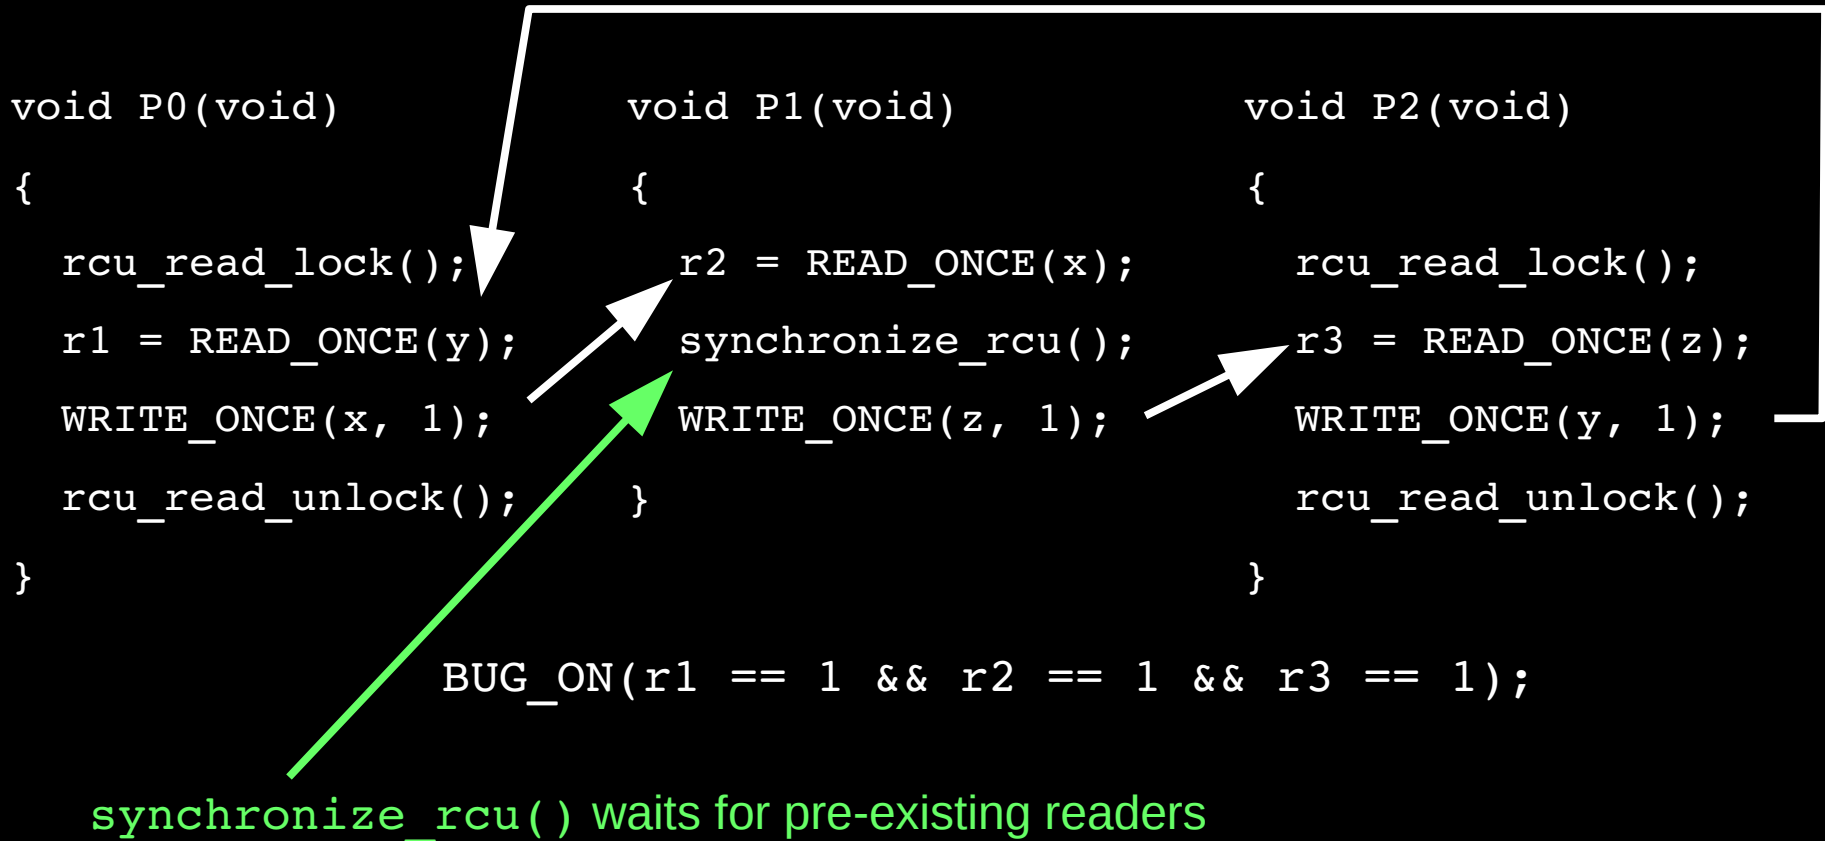 void P0(void)
{
  rcu_read_lock();
  r1 = READ_ONCE(y);
  WRITE_ONCE(x, 1);
  rcu_read_unlock();
}
void P1(void)
{
  r2 = READ_ONCE(x);
  synchronize_rcu();
  WRITE_ONCE(z, 1);
}
void P2(void)
{
  rcu_read_lock();
  r3 = READ_ONCE(z);
  WRITE_ONCE(y, 1);
  rcu_read_unlock();
}
BUG_ON(r1 == 1 && r2 == 1 && r3 == 1);
synchronize_rcu() waits for pre-existing readers